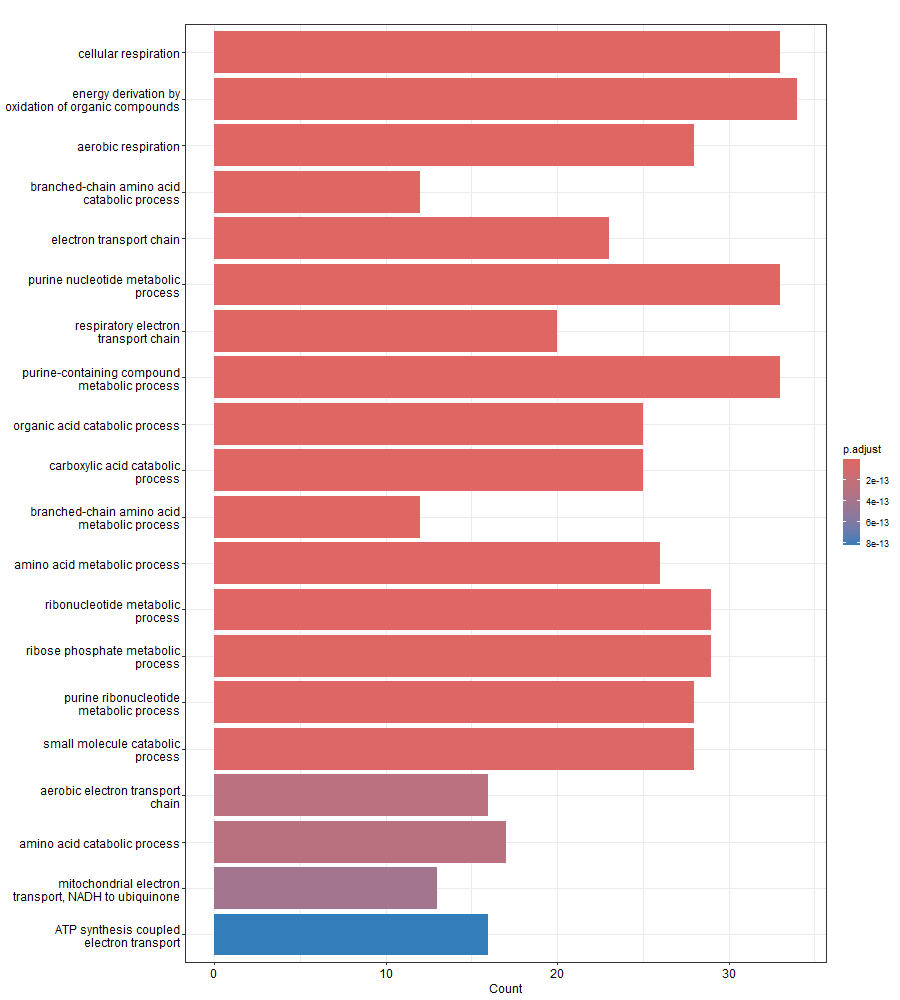 cellular respiration
energy derivation by
oxidation of organic compounds
aerobic respiration
branched-chain amino acid
catabolic process
electron transport chain
purine nucleotide metabolic
process
respiratory electron
transport chain
purine-containing compound
metabolic process
organic acid catabolic process
carboxylic acid catabolic
process
branched-chain amino acid
metabolic process
amino acid metabolic process
ribonucleotide metabolic
process
ribose phosphate metabolic
process
purine ribonucleotide
metabolic process
small molecule catabolic
process
aerobic electron transport
chain
amino acid catabolic process
mitochondrial electron
transport, NADH to ubiquinone
ATP synthesis coupled
electron transport
0 10 20 30
Count
p.adjust
2e-13
4e-13
6e-13
8e-13